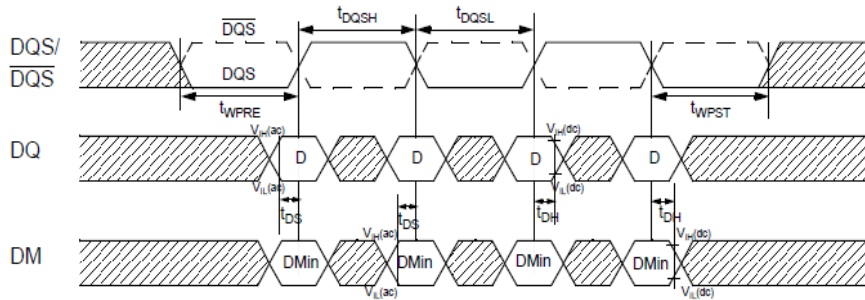 DQS tDQSH tDQSL
DQS/
DQS
DQS
tWPRE tWPST
VIH(ac) VIH(dc)
DQ D D D D
VIL(ac) VIL(dc)
tDS tDS tDH tDH
VIH(ac) VIH(dc)
DM DMin DMin DMin DMin
VIL(ac) VIL(dc)